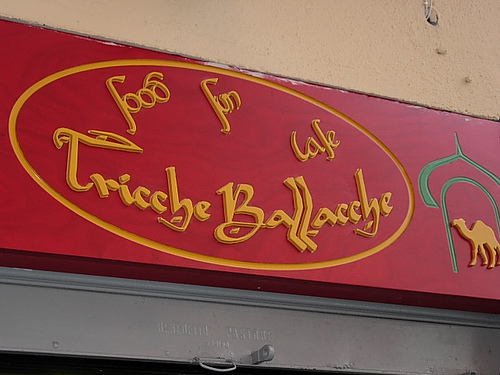 food fun
Cafe
Tricche Ballacche